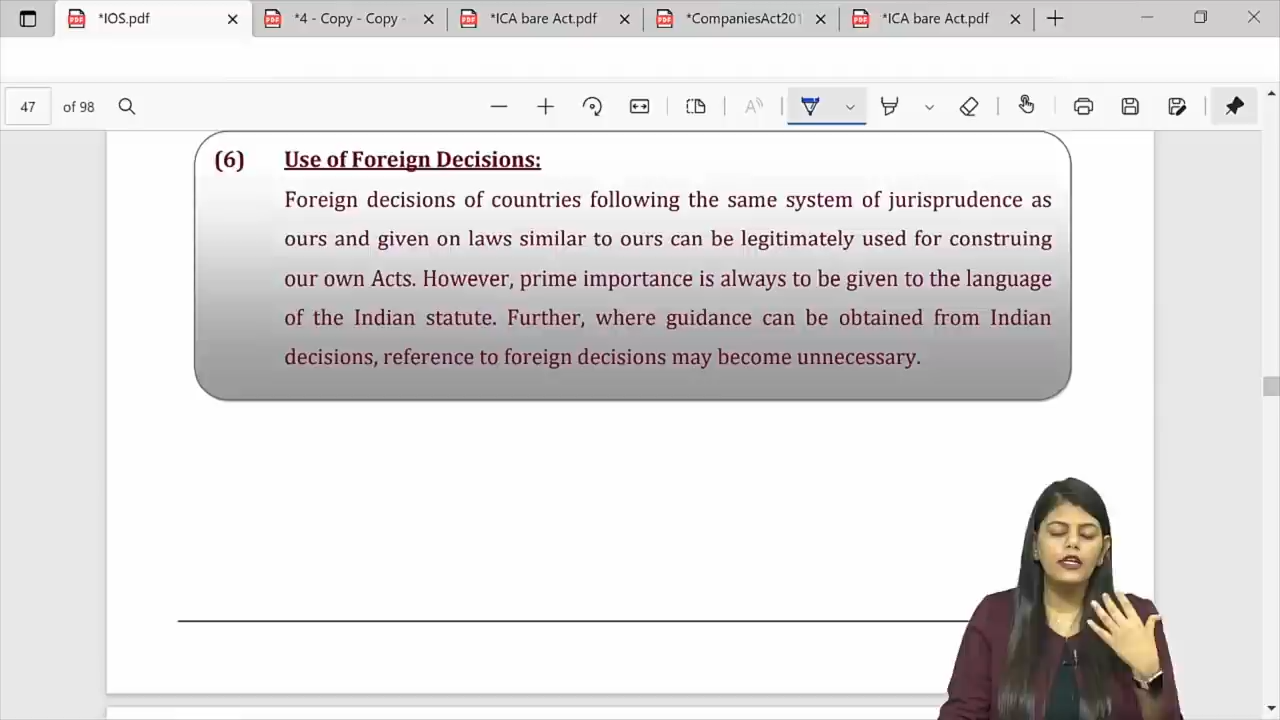 *IOS.pdf
*4 - Copy - Copy -
*ICA bare Act.pdf
*CompaniesAct201
*ICA bare Act.pdf
47 of 98
(6) Use of Foreign Decisions:
Foreign decisions of countries following the same system of jurisprudence as
ours and given on laws similar to ours can be legitimately used for construing
our own Acts. However, prime importance is always to be given to the language
of the Indian statute. Further, where guidance can be obtained from Indian
decisions, reference to foreign decisions may become unnecessary.